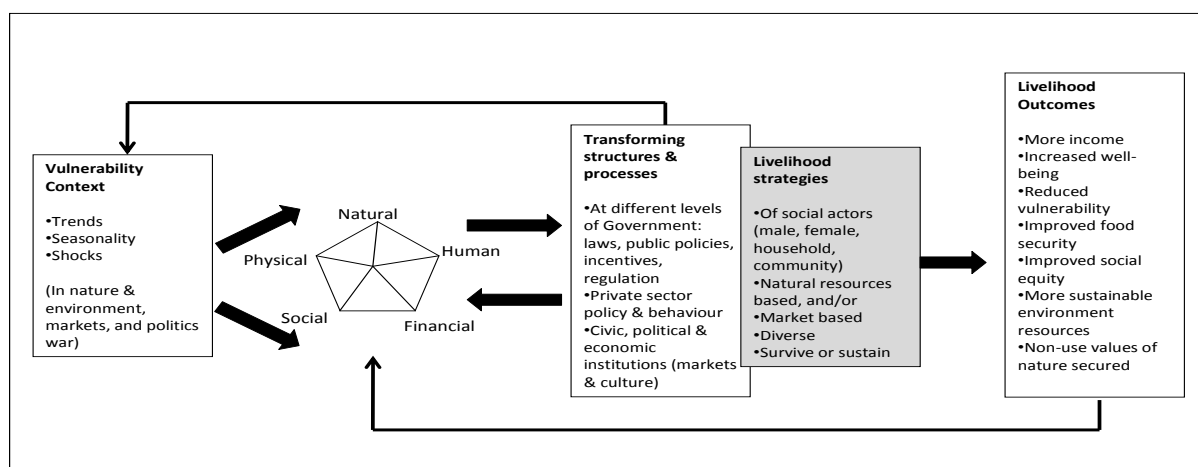 Vulnerability
Context
•Trends
•Seasonality
•Shocks
(In nature &
environment,
markets, and politics
war)
Natural
Physical
Human
Social
Financial
Transforming
structures &
processes
•At different levels
of Government:
laws, public policies,
incentives,
regulation
•Private sector
policy & behaviour
•Civic, political &
economic
institutions (markets
& culture)
Livelihood
strategies
•Of social actors
(male, female,
household,
community)
•Natural resources
based, and/or
•Market based
•Diverse
•Survive or sustain
Livelihood
Outcomes
•More income
•Increased well-
being
•Reduced
vulnerability
•Improved food
security
•Improved social
equity
•More sustainable
environment
resources
•Non-use values of
nature secured